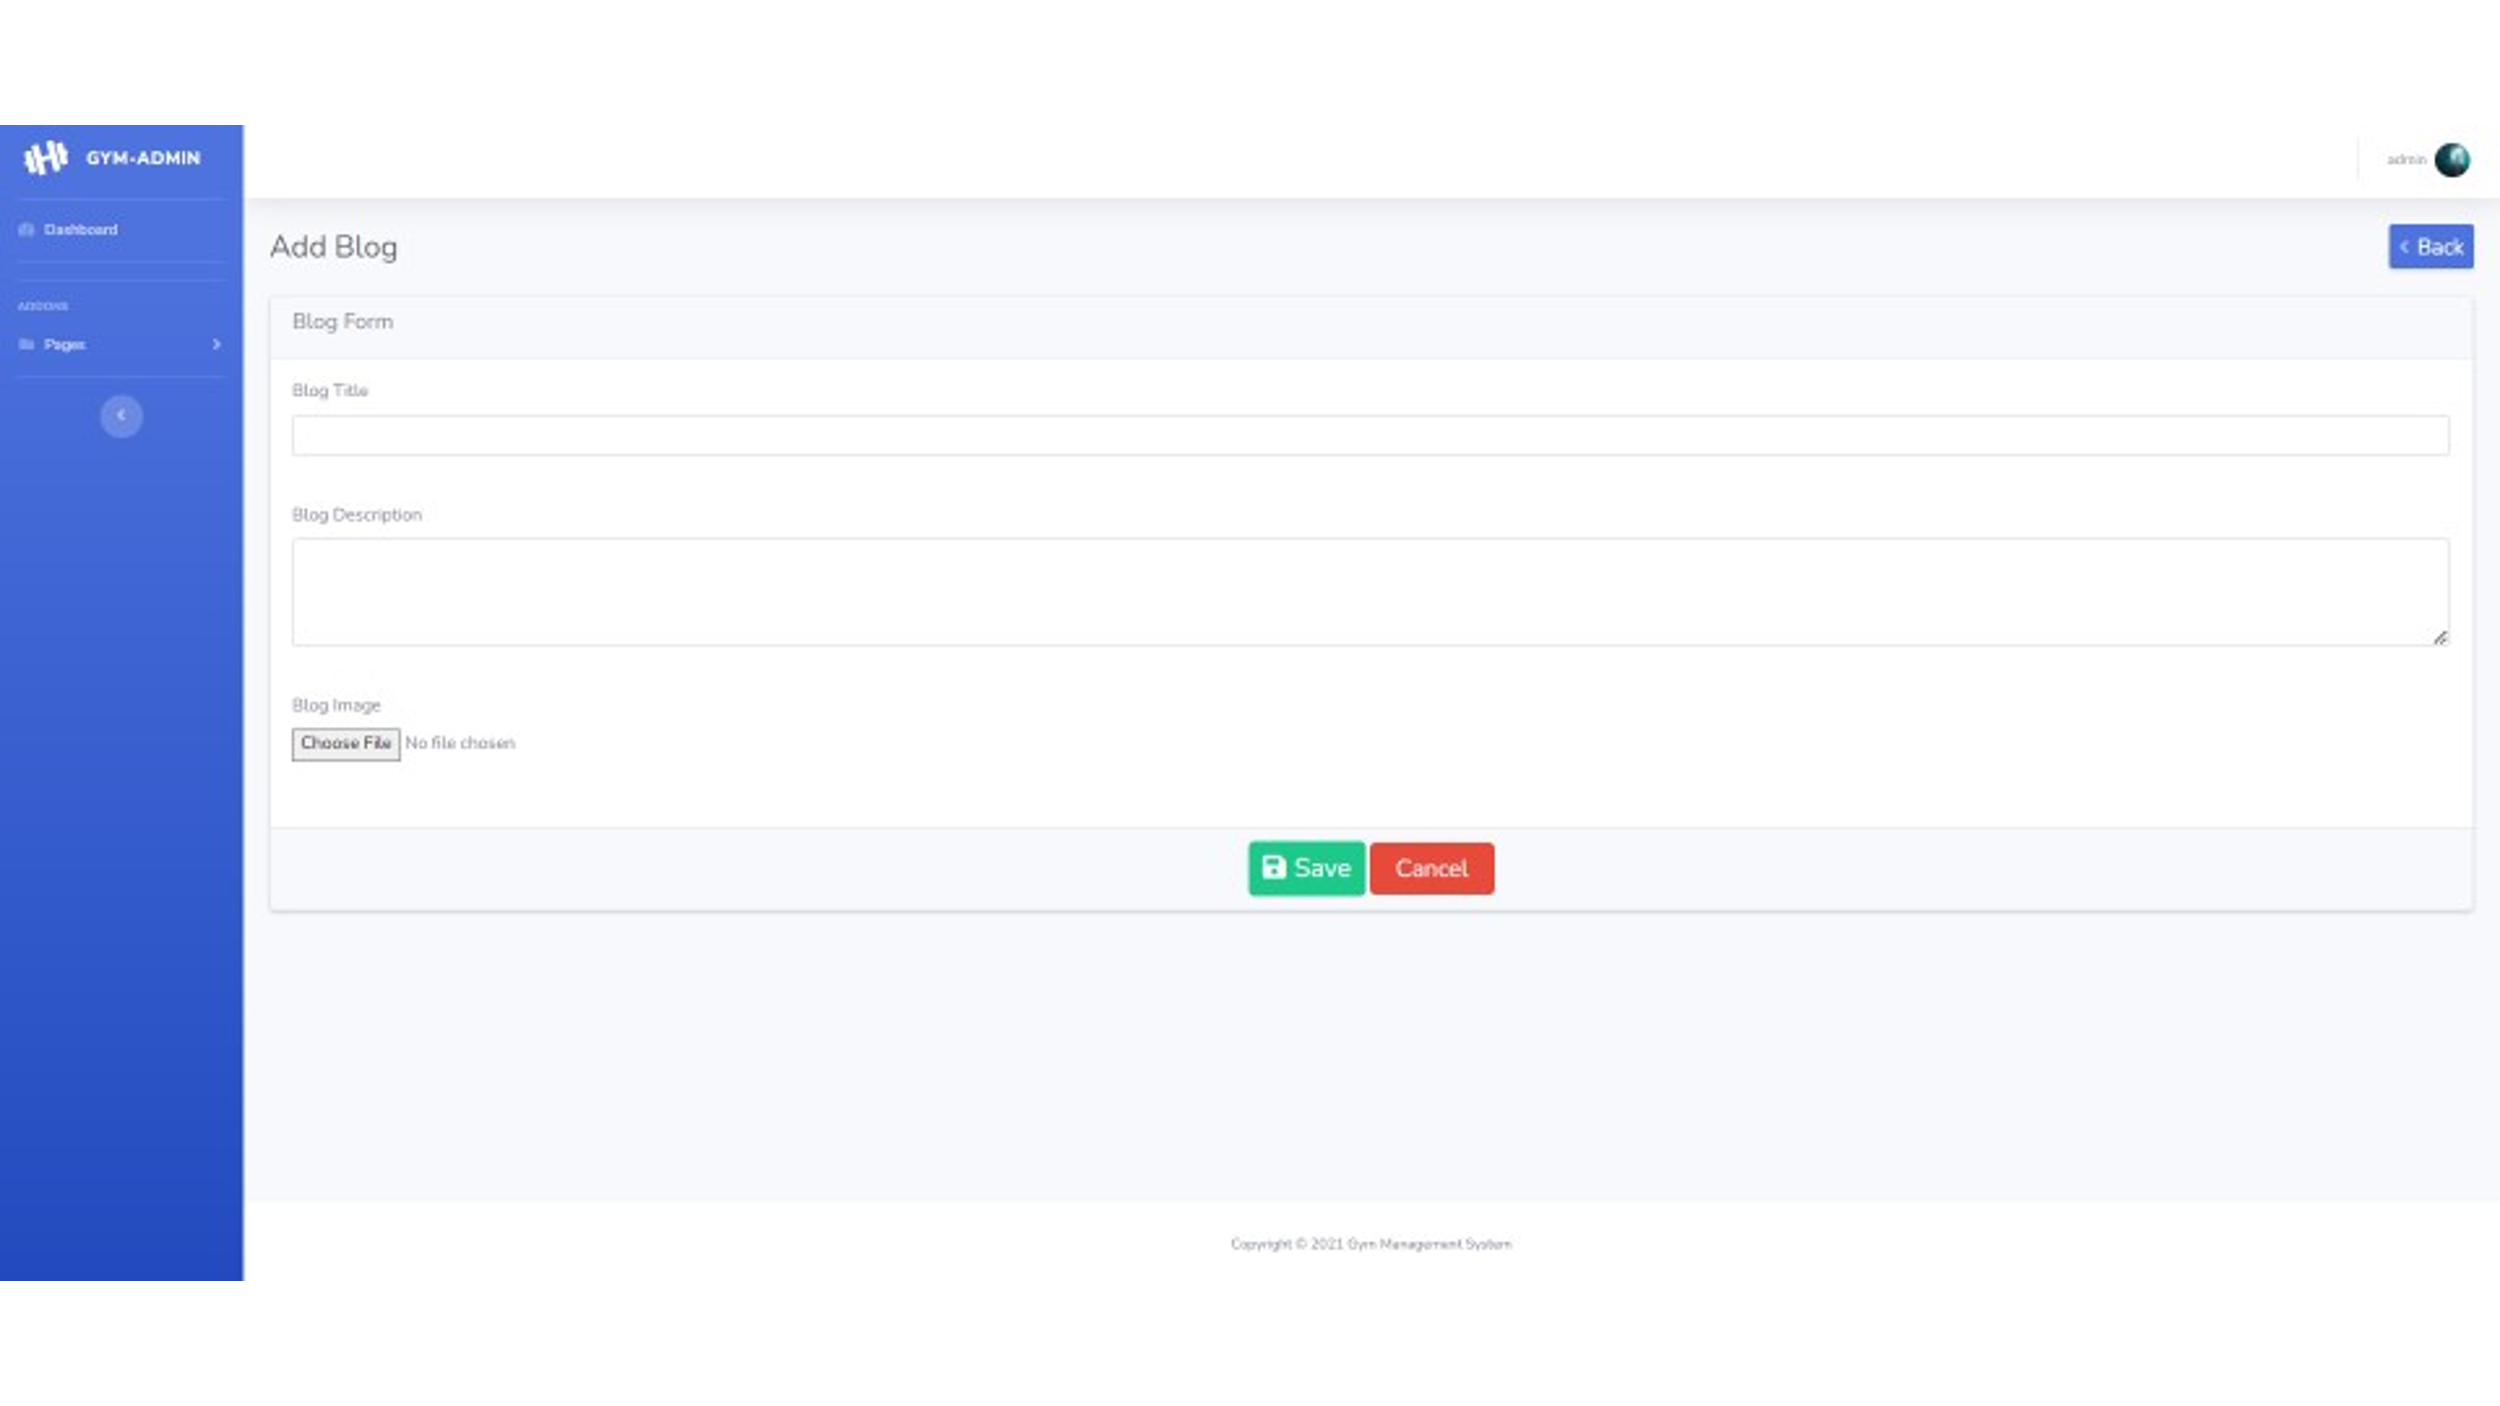 GYM-ADMIN
admin
Dashboard
Add Blog
Back
ADDONS
Blog Form
Pages
Blog Title
Blog Description
Blog Image
Choose File No file chosen
Save Cancel
Copyright © 2021 Gym Management System